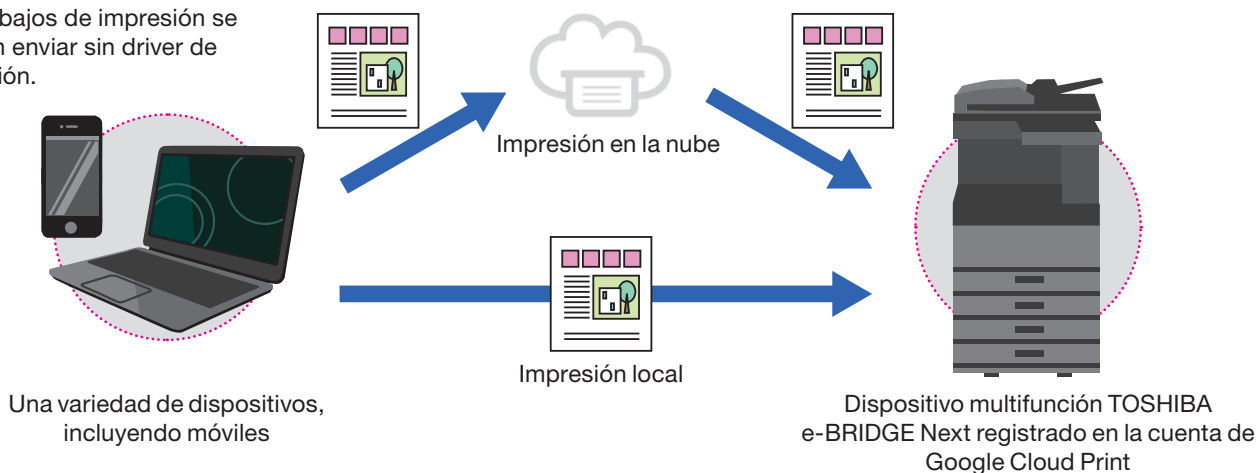 bajos de impresión se
enviar sin driver de
ión.
Impresión en la nube
Impresión local
Una variedad de dispositivos,
incluyendo móviles
Dispositivo multifunción TOSHIBA
e-BRIDGE Next registrado en la cuenta de
Google Cloud Print